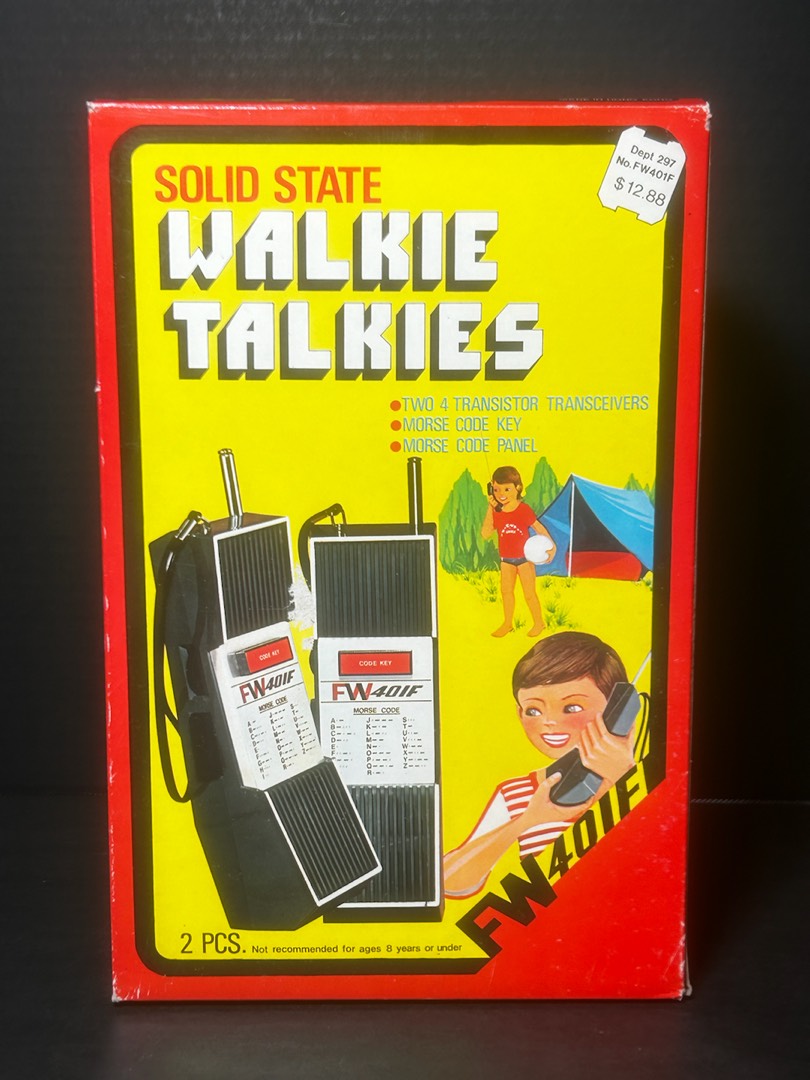 Dept 297
No.FW401F
$12.88
SOLID STATE
WALKIE
TALKIES
●TWO 4 TRANSISTOR TRANSCEIVERS
●MORSE CODE KEY
●MORSE CODE PANEL
CODE KEY
FW401F
MORSE CODE
CODE KEY
FW401F
MORSE CODE
FW401F
2 PCS. Not recommended for ages 8 years or under